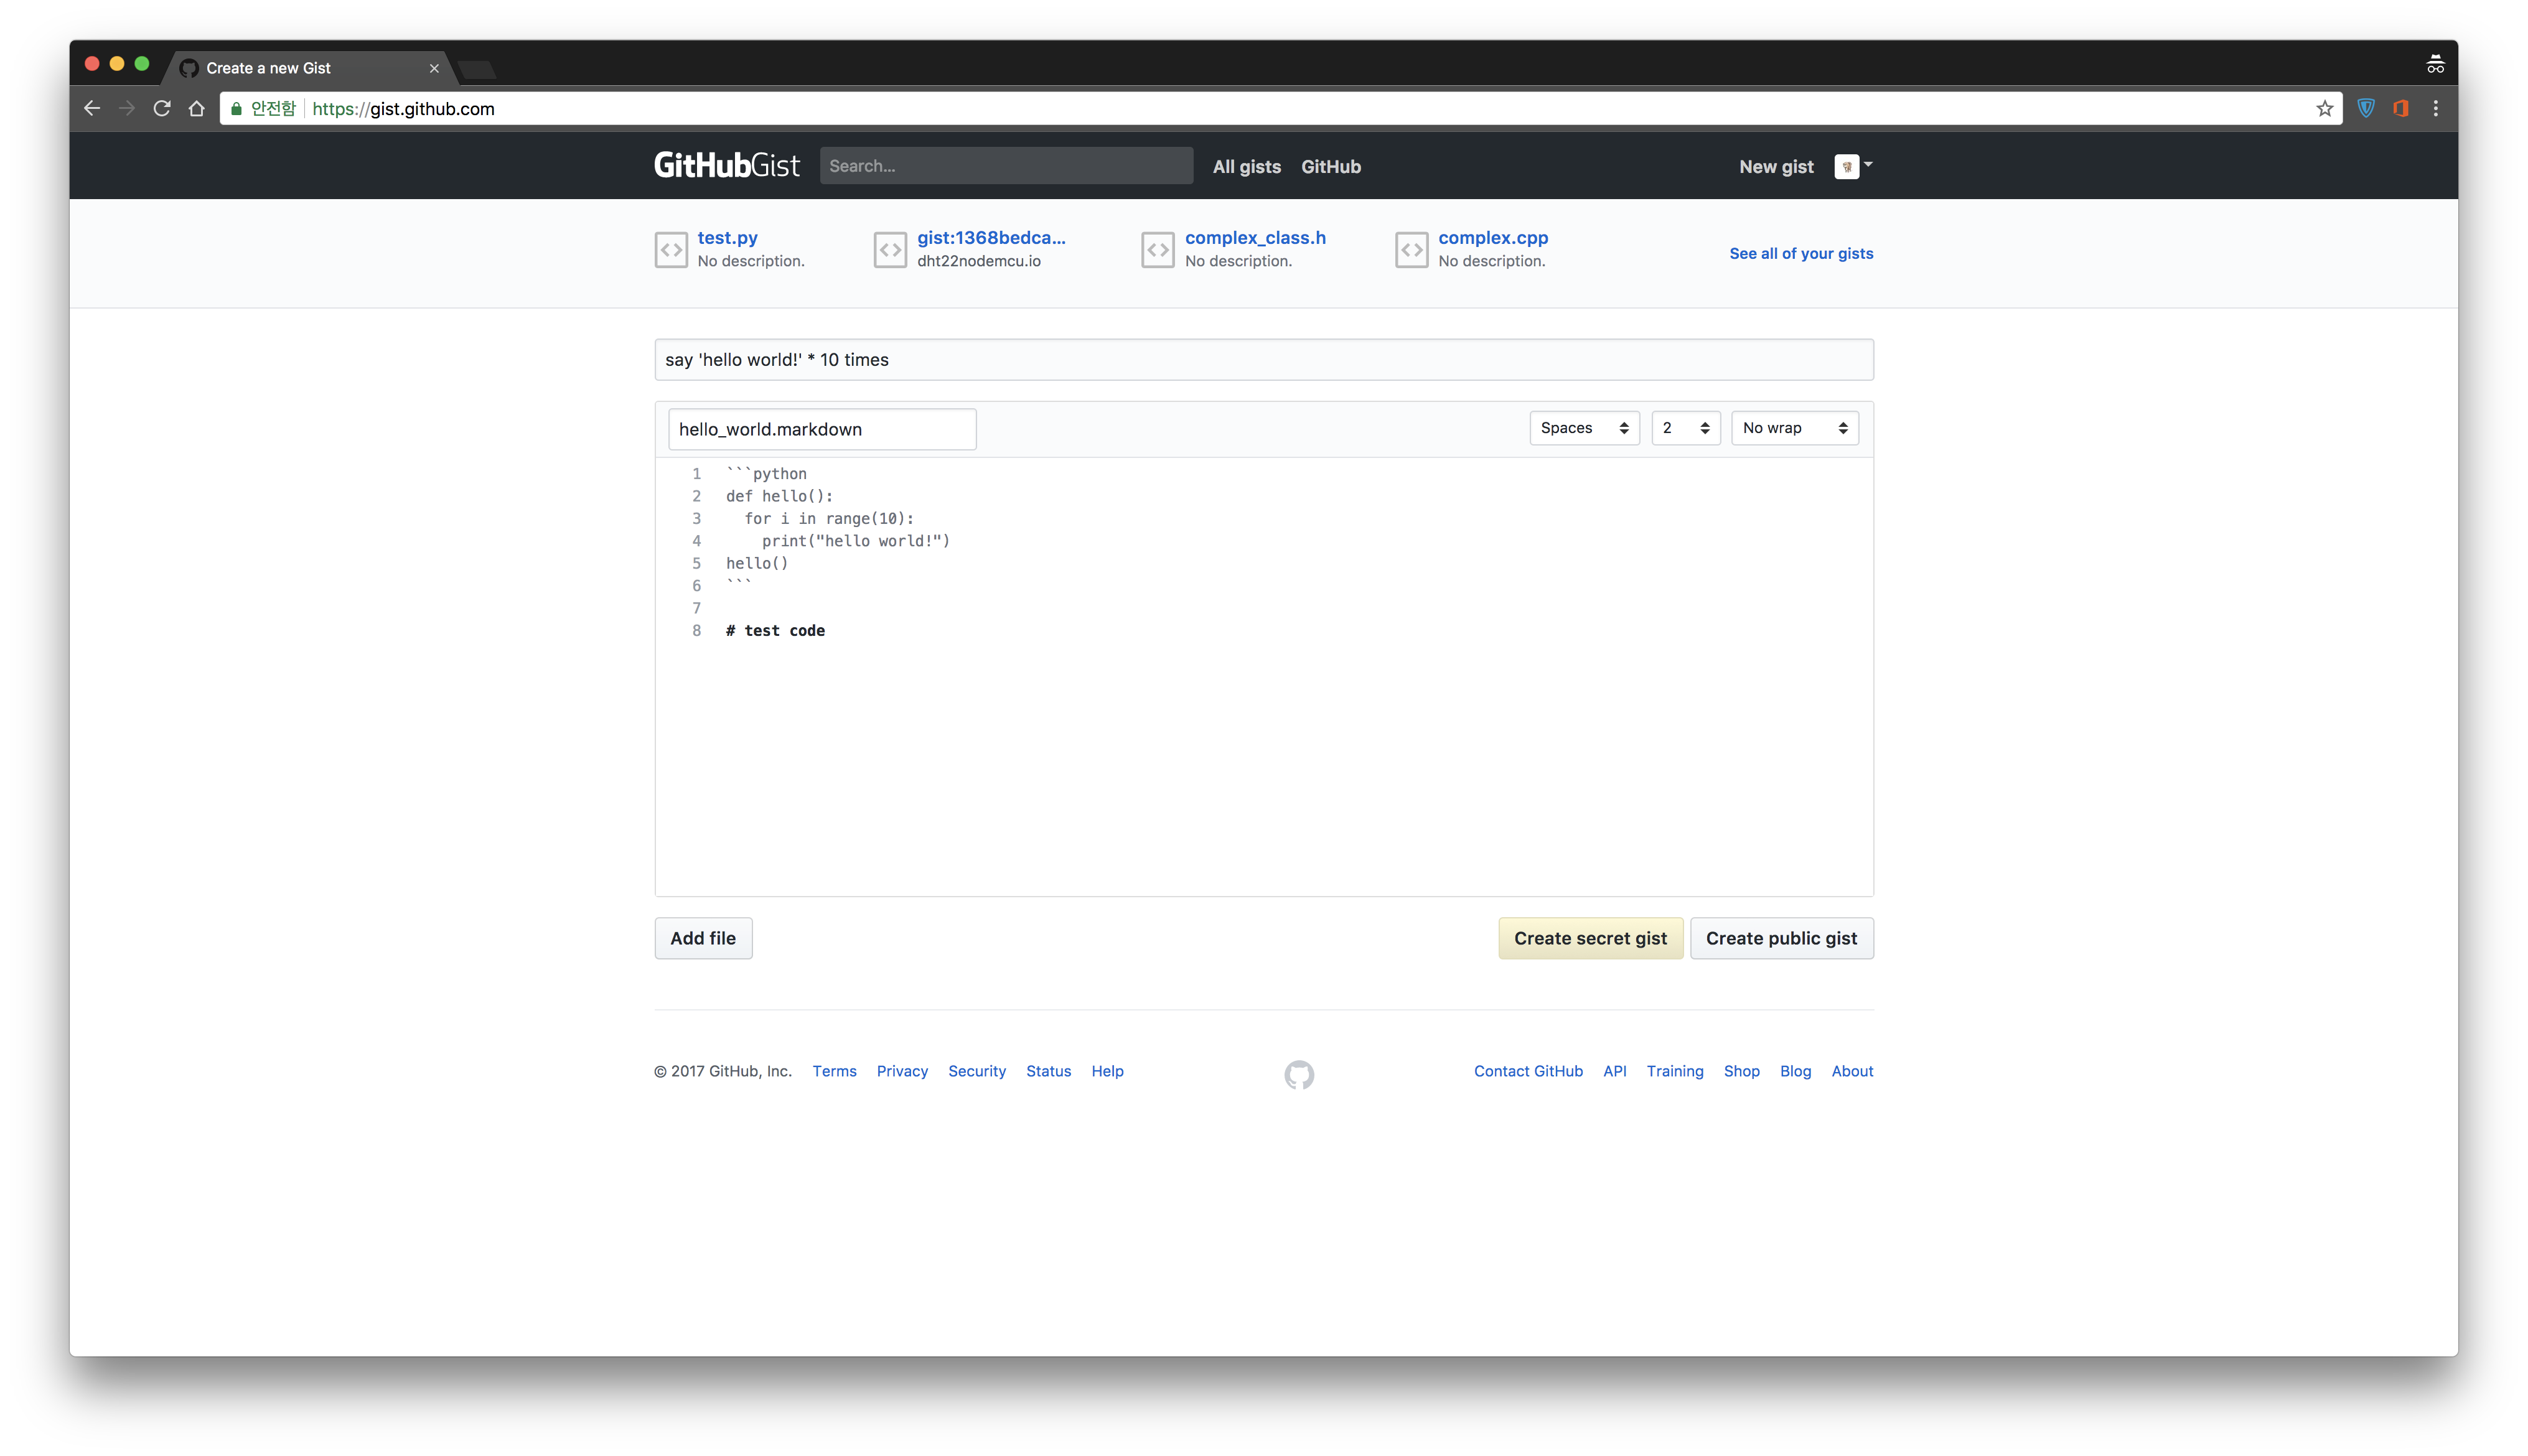 Create a new Gist
안전함 https://gist.github.com
GitHubGist Search... All gists GitHub New gist
test.py gist:1368bedca... complex_class.h complex.cpp
No description. dht22nodemcu.io No description. No description.
See all of your gists
say 'hello world!' * 10 times
hello_world.markdown Spaces 2 No wrap
1 ```python
2 def hello():
3   for i in range(10):
4     print("hello world!")
5 hello()
6 ```
7
8 # test code
Add file Create secret gist Create public gist
© 2017 GitHub, Inc. Terms Privacy Security Status Help Contact GitHub API Training Shop Blog About